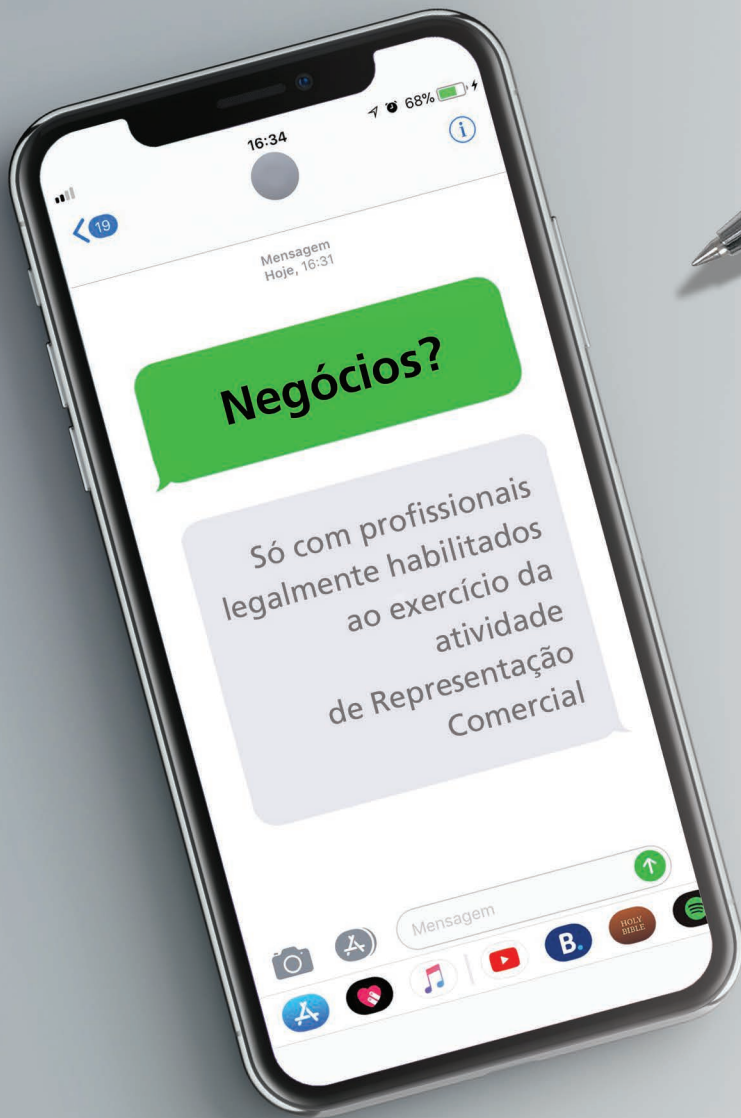 16:34
68%
19
Mensagem
Hoje, 16:31
Negócios?
Só com profissionais
legalmente habilitados
ao exercício da
atividade
de Representação
Comercial
Mensagem
B.
HOLY
BIBLE